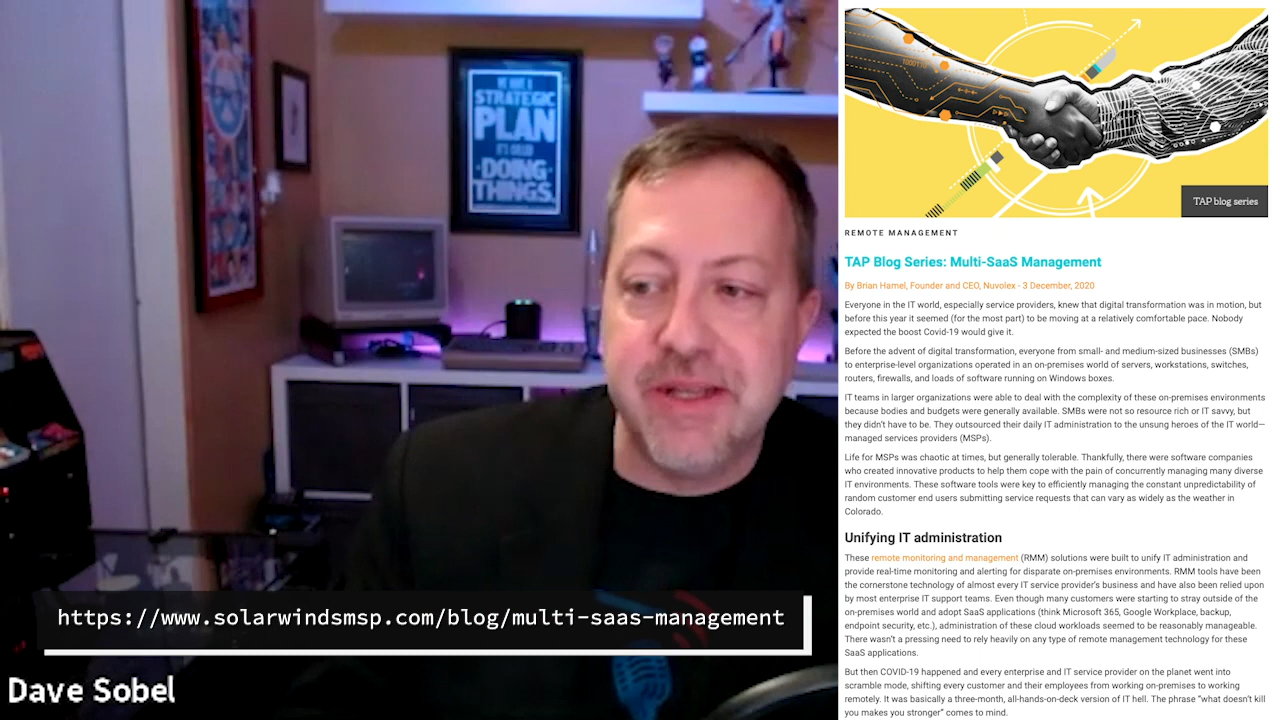 WE HAVE A
STRATEGIC
PLAN
IT'S CALLED
DOING
THINGS.
https://www.solarwindsmsp.com/blog/multi-saas-management
Dave Sobel
TAP blog series
REMOTE MANAGEMENT
TAP Blog Series: Multi-SaaS Management
By Brian Hamel, Founder and CEO, Nuvolex - 3 December, 2020
Everyone in the IT world, especially service providers, knew that digital transformation was in motion, but
before this year it seemed (for the most part) to be moving at a relatively comfortable pace. Nobody
expected the boost Covid-19 would give it.
Before the advent of digital transformation, everyone from small- and medium-sized businesses (SMBs)
to enterprise-level organizations operated in an on-premises world of servers, workstations, switches,
routers, firewalls, and loads of software running on Windows boxes.
IT teams in larger organizations were able to deal with the complexity of these on-premises environments
because bodies and budgets were generally available. SMBs were not so resource rich or IT savvy, but
they didn't have to be. They outsourced their daily IT administration to the unsung heroes of the IT world—
managed services providers (MSPs).
Life for MSPs was chaotic at times, but generally tolerable. Thankfully, there were software companies
who created innovative products to help them cope with the pain of concurrently managing many diverse
IT environments. These software tools were key to efficiently managing the constant unpredictability of
random customer end users submitting service requests that can vary as widely as the weather in
Colorado.
Unifying IT administration
These remote monitoring and management (RMM) solutions were built to unify IT administration and
provide real-time monitoring and alerting for disparate on-premises environments. RMM tools have been
the cornerstone technology of almost every IT service provider's business and have also been relied upon
by most enterprise IT support teams. Even though many customers were starting to stray outside of the
on-premises world and adopt SaaS applications (think Microsoft 365, Google Workplace, backup,
endpoint security, etc.), administration of these cloud workloads seemed to be reasonably manageable.
There wasn't a pressing need to rely heavily on any type of remote management technology for these
SaaS applications.
But then COVID-19 happened and every enterprise and IT service provider on the planet went into
scramble mode, shifting every customer and their employees from working on-premises to working
remotely. It was basically a three-month, all-hands-on-deck version of IT hell. The phrase "what doesn't kill
you makes you stronger" comes to mind.